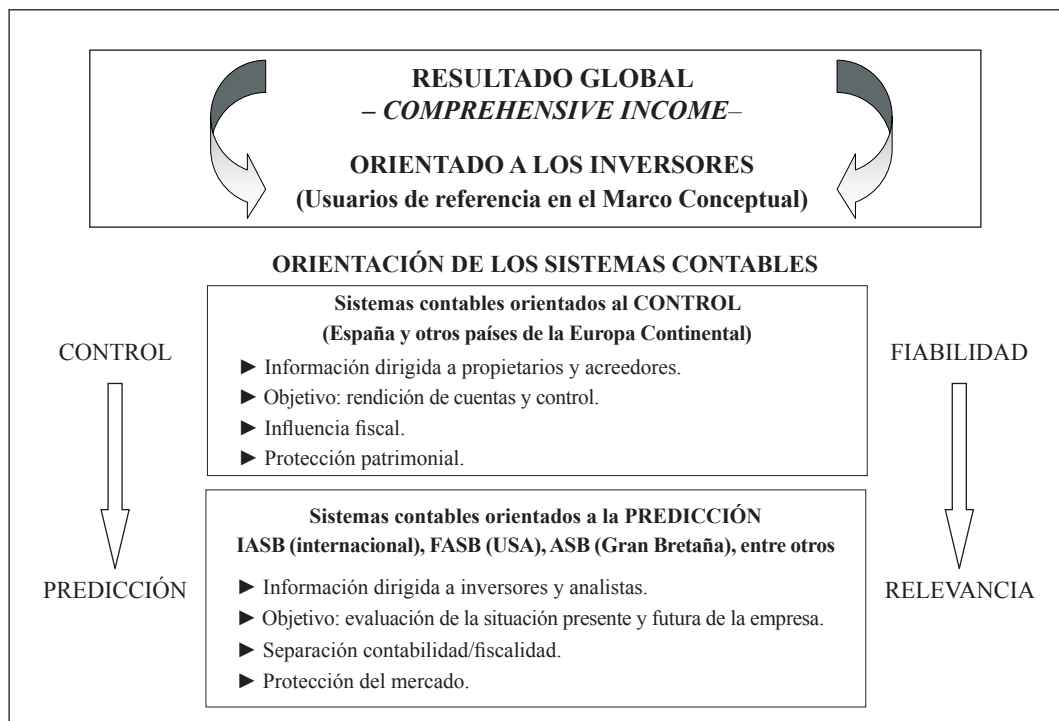 RESULTADO GLOBAL
– COMPREHENSIVE INCOME–
ORIENTADO A LOS INVERSORES
(Usuarios de referencia en el Marco Conceptual)
ORIENTACIÓN DE LOS SISTEMAS CONTABLES
CONTROL
Sistemas contables orientados al CONTROL
(España y otros países de la Europa Continental)
► Información dirigida a propietarios y acreedores.
► Objetivo: rendición de cuentas y control.
► Influencia fiscal.
► Protección patrimonial.
FIABILIDAD
PREDICCIÓN
Sistemas contables orientados a la PREDICCIÓN
IASB (internacional), FASB (USA), ASB (Gran Bretaña), entre otros
► Información dirigida a inversores y analistas.
► Objetivo: evaluación de la situación presente y futura de la empresa.
► Separación contabilidad/fiscalidad.
► Protección del mercado.
RELEVANCIA